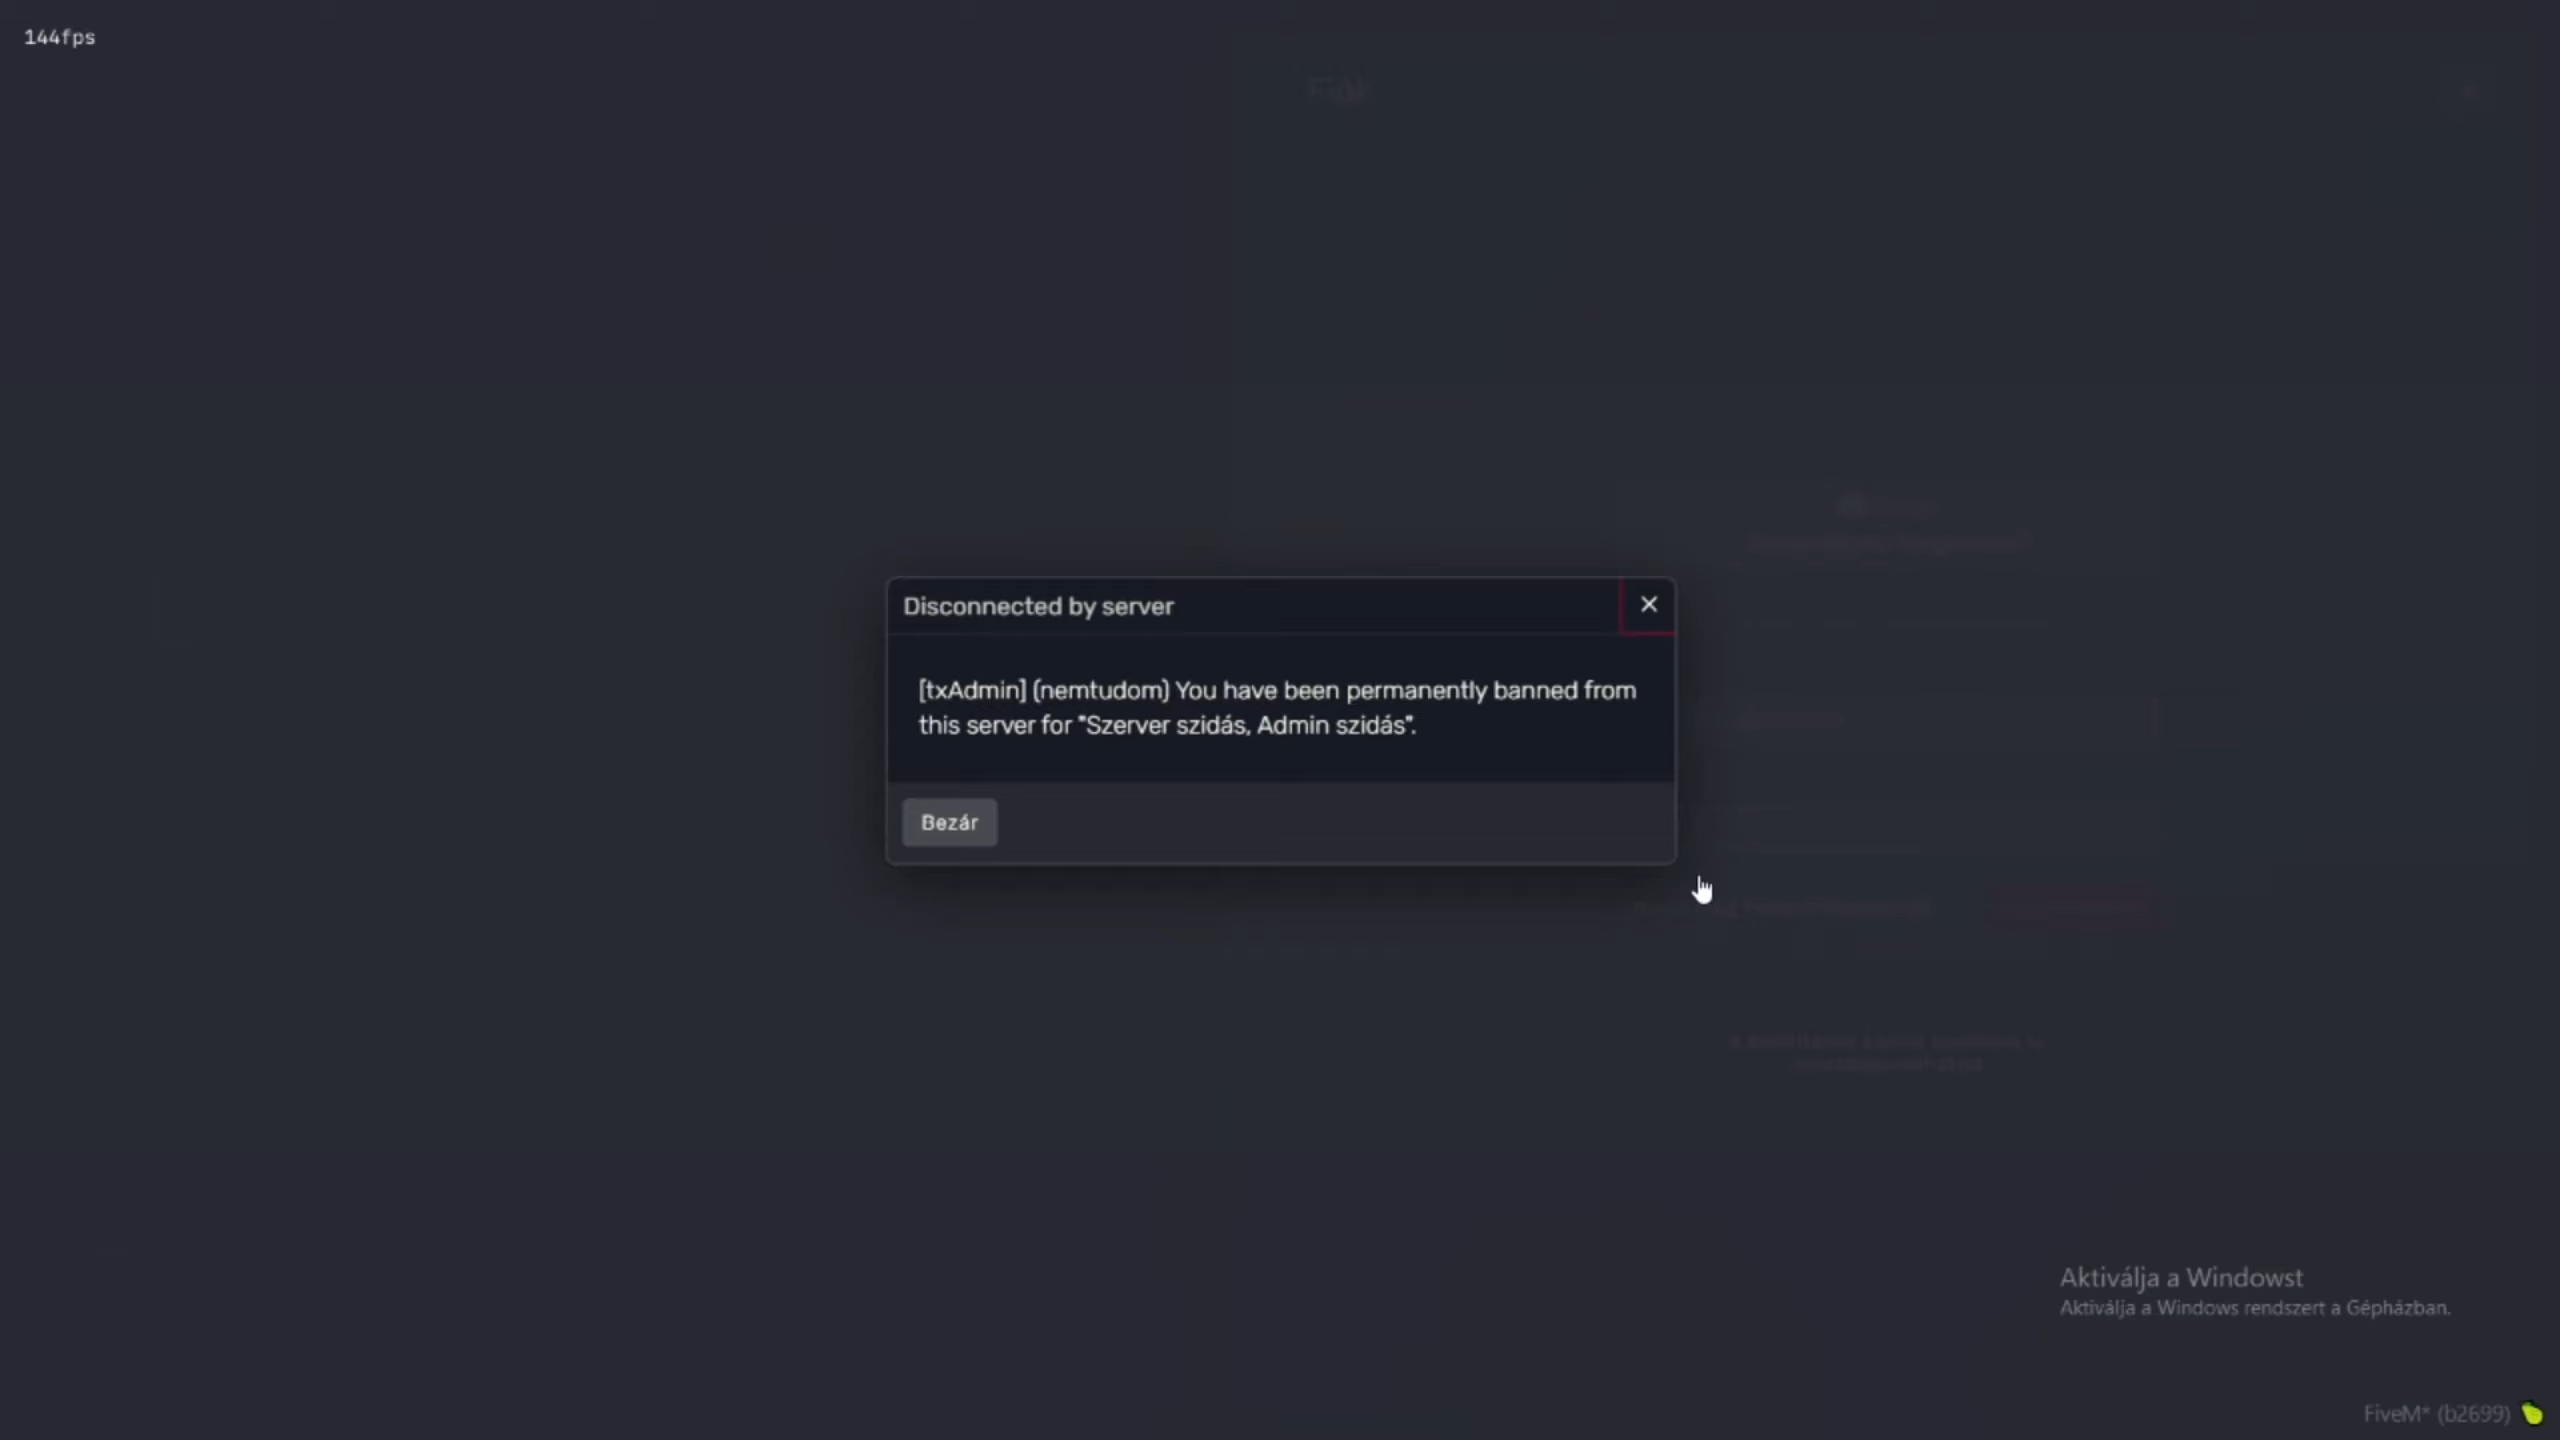 144fps
Disconnected by server
[txAdmin] (nemtudom) You have been permanently banned from
this server for "Szerver szidás, Admin szidás".
Bezár
Aktiválja a Windowst
Aktiválja a Windows rendszert a Gépházban.
FiveM* (b2699)